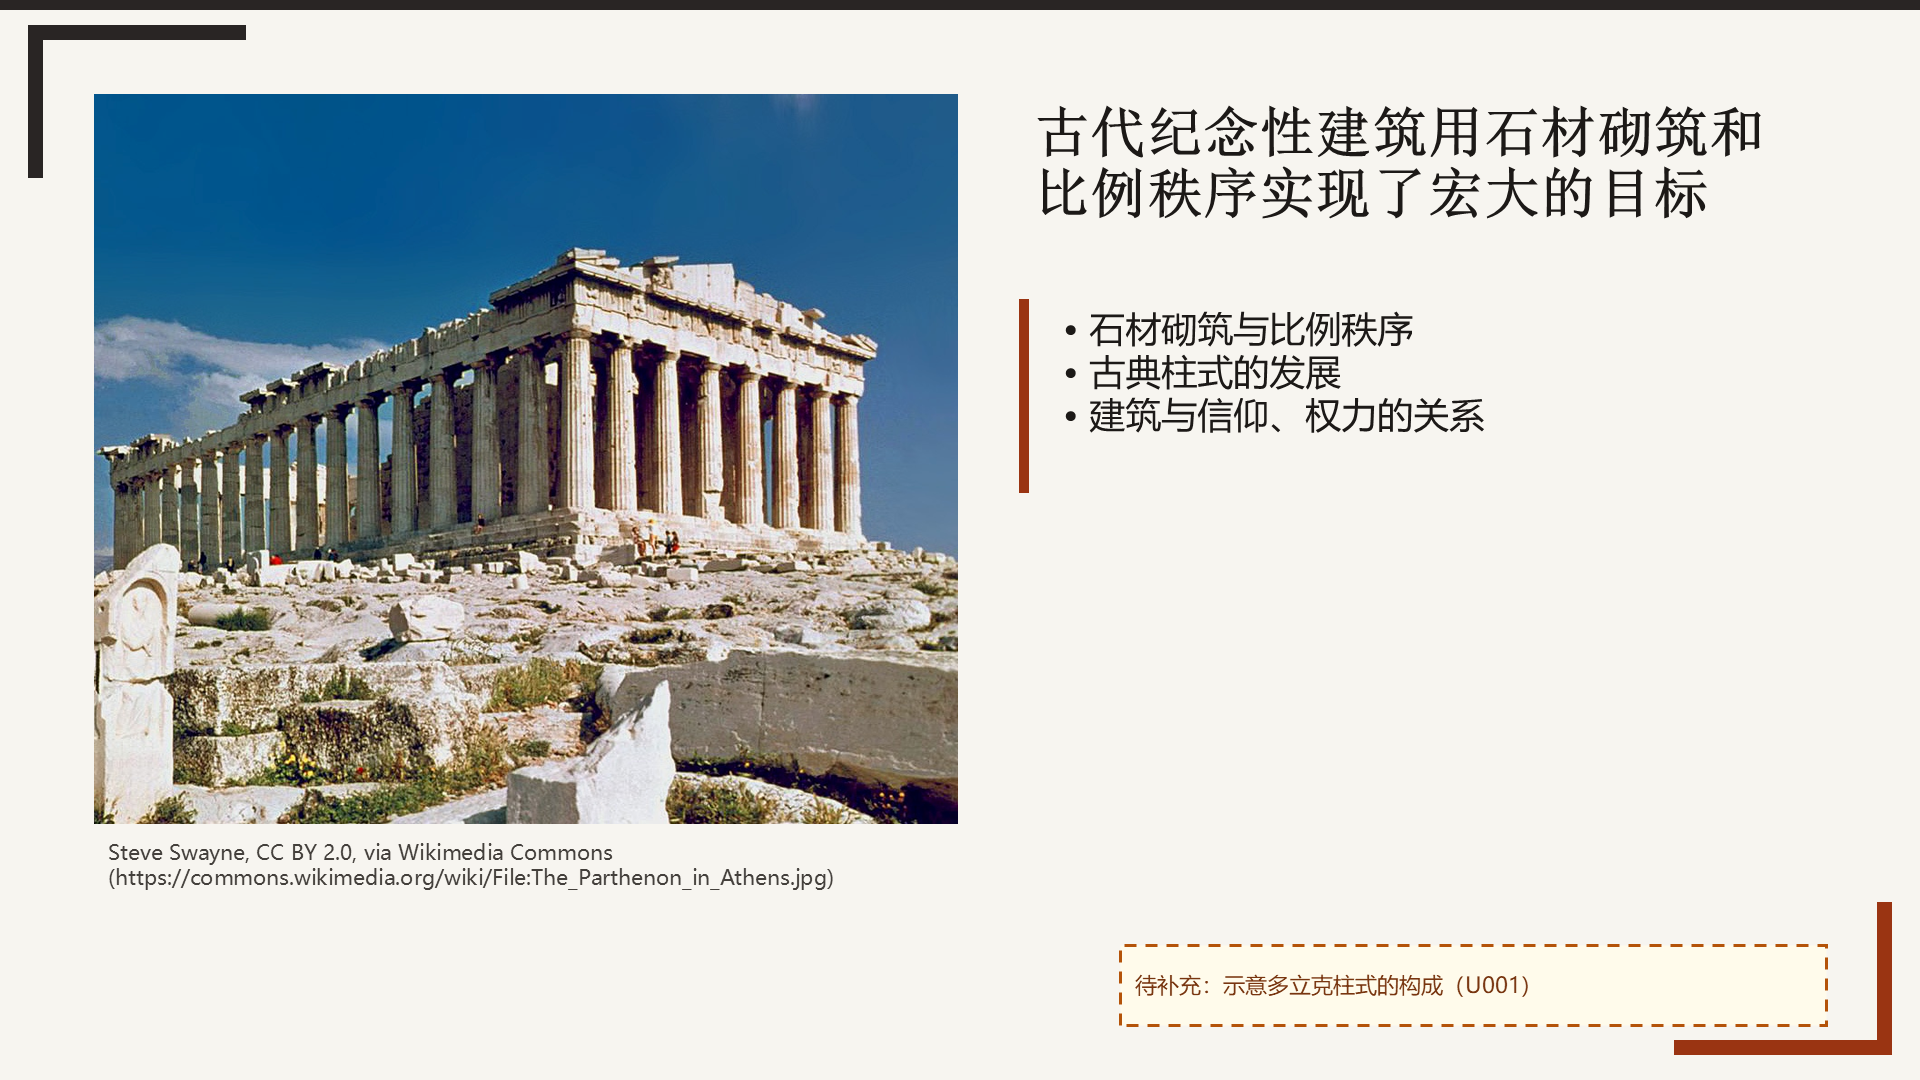 古代纪念性建筑用石材砌筑和
比例秩序实现了宏大的目标
• 石材砌筑与比例秩序
• 古典柱式的发展
• 建筑与信仰、权力的关系
Steve Swayne, CC BY 2.0, via Wikimedia Commons
(https://commons.wikimedia.org/wiki/File:The_Parthenon_in_Athens.jpg)
待补充：示意多立克柱式的构成（U001）